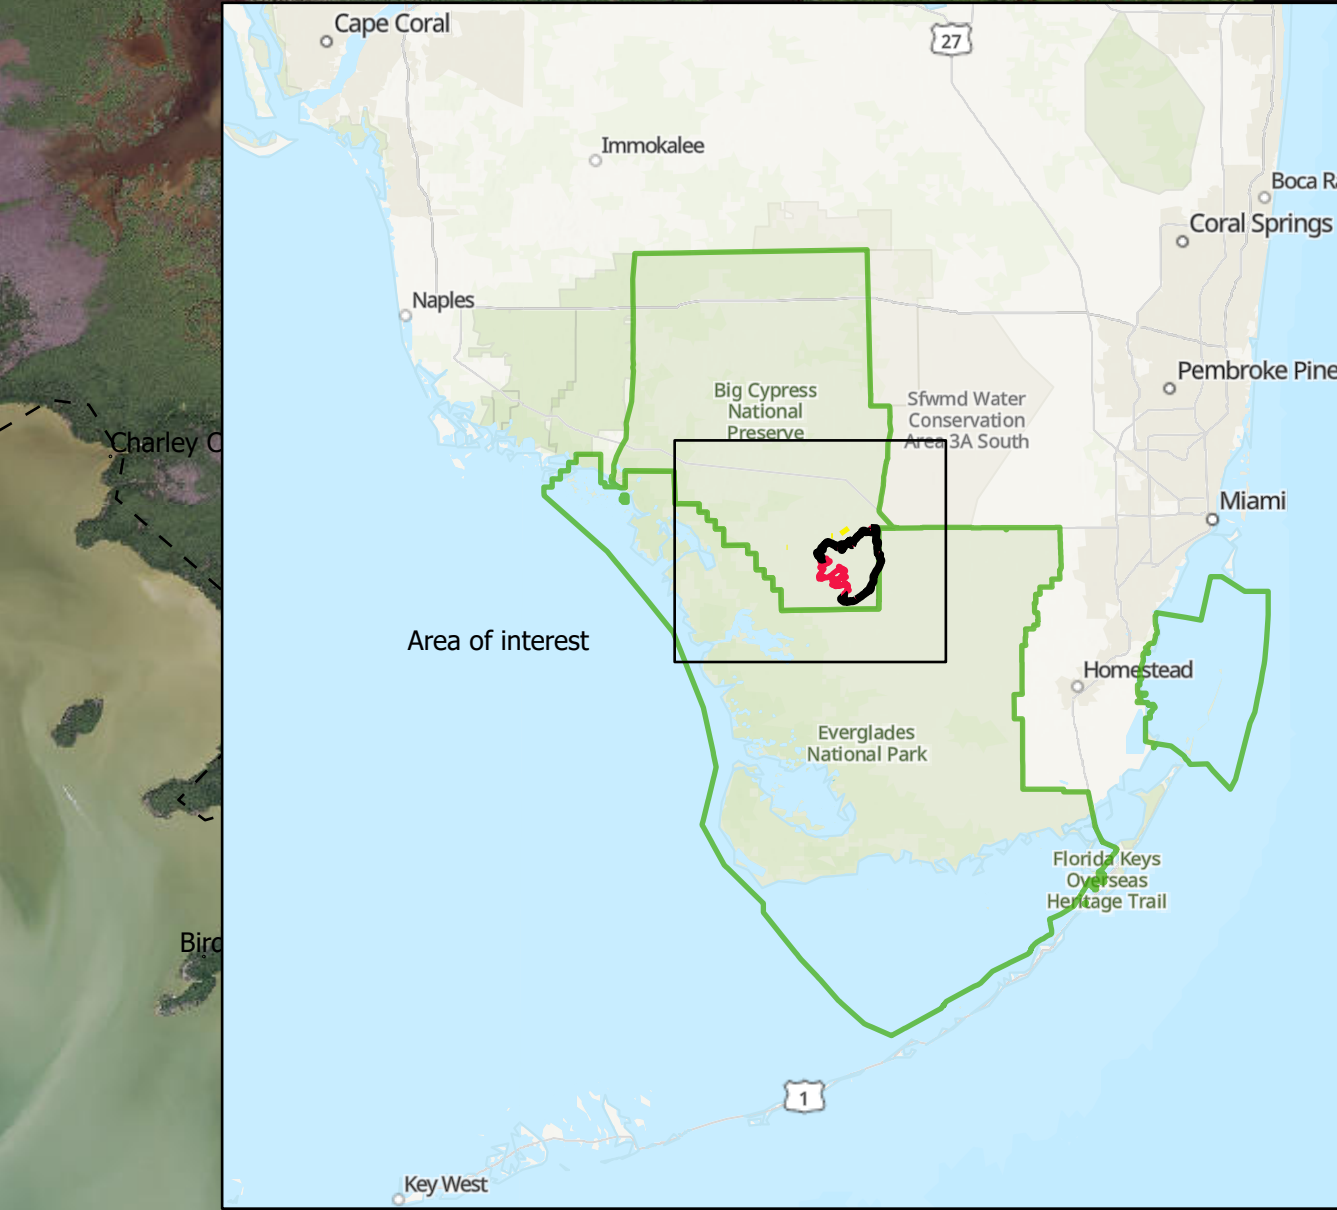 Cape Coral
27
Immokalee
Boca R
Coral Springs
Naples
Pembroke Pine
Big Cypress
National
Preserve
Sfwmd Water
Conservation
Area 3A South
Charley C
Miami
Area of interest
Homestead
Everglades
National Park
Florida Keys
Overseas
Heritage Trail
Bird
1
Key West